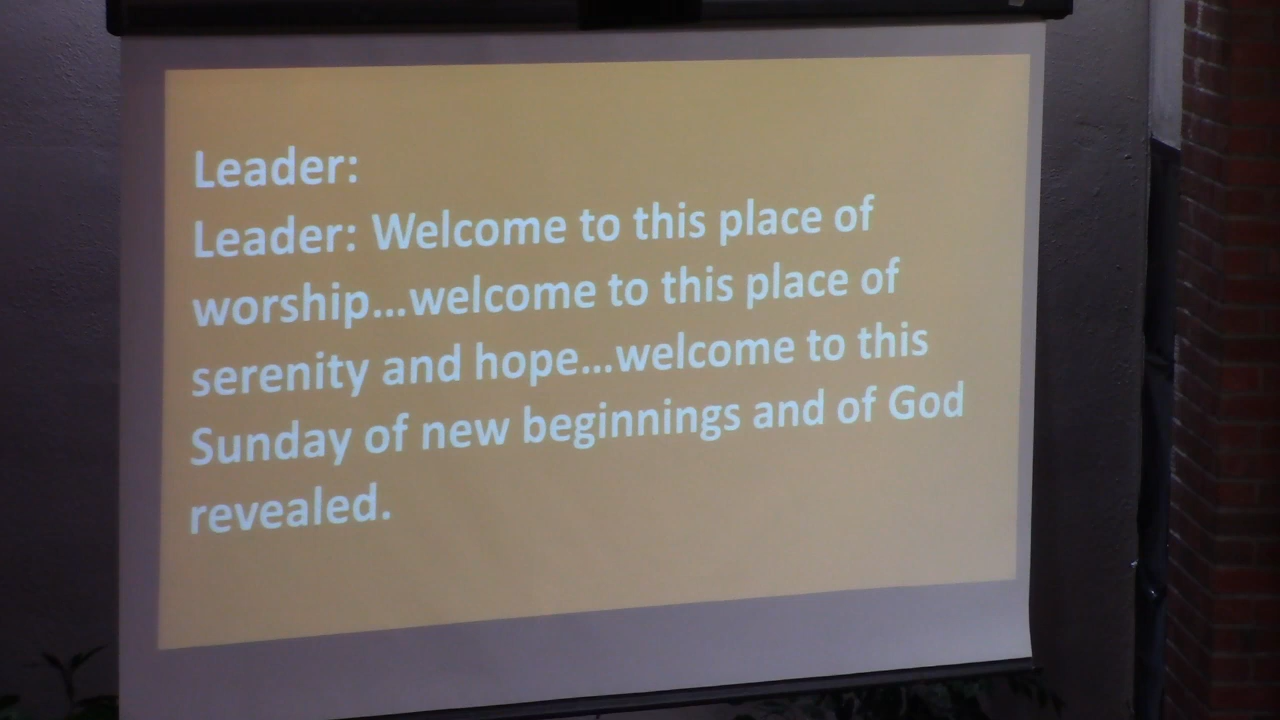 Leader:
Leader: Welcome to this place of
worship...welcome to this place of
serenity and hope...welcome to this
Sunday of new beginnings and of God
revealed.